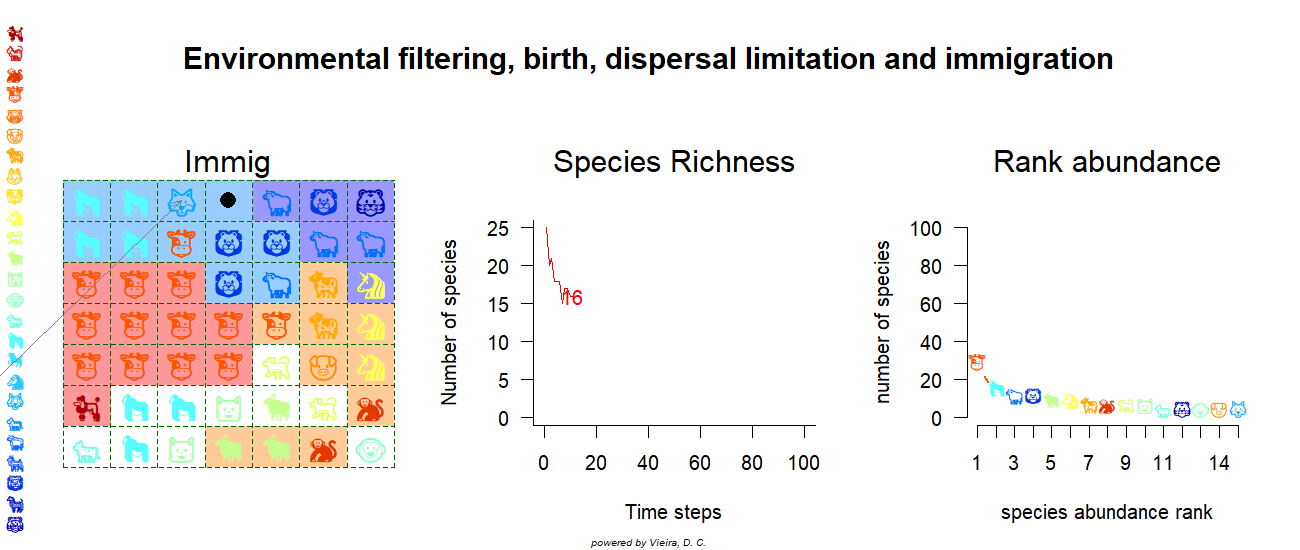 Environmental filtering, birth, dispersal limitation and immigration
Immig
Species Richness
Number of species
25
20
15
10
5
0
16
0 20 40 60 80 100
Time steps
Rank abundance
number of species
100
80
60
40
20
0
1 3 5 7 9 11 14
species abundance rank
powered by Vieira, D. C.